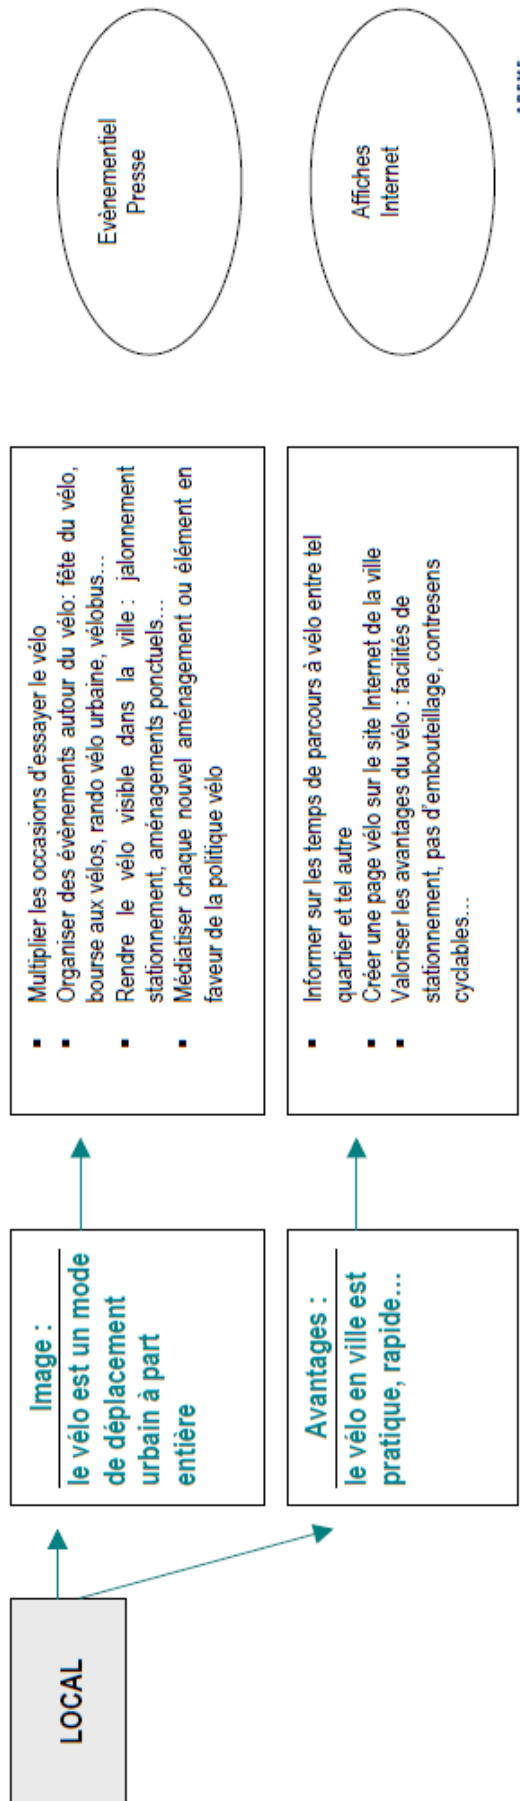 LOCAL
Image :
le vélo est un mode
de déplacement
urbain à part
entière
▪ Multiplier les occasions d'essayer le vélo
▪ Organiser des évènements autour du vélo: fête du vélo,
bourse aux vélos, rando vélo urbaine, vélobus…
▪ Rendre le vélo visible dans la ville : jalonnement
stationnement, aménagements ponctuels…
▪ Médiatiser chaque nouvel aménagement ou élément en
faveur de la politique vélo
Evènementiel
Presse
Avantages :
le vélo en ville est
pratique, rapide…
▪ Informer sur les temps de parcours à vélo entre tel
quartier et tel autre
▪ Créer une page vélo sur le site Internet de la ville
▪ Valoriser les avantages du vélo : facilités de
stationnement, pas d'embouteillage, contresens
cyclables…
Affiches
Internet